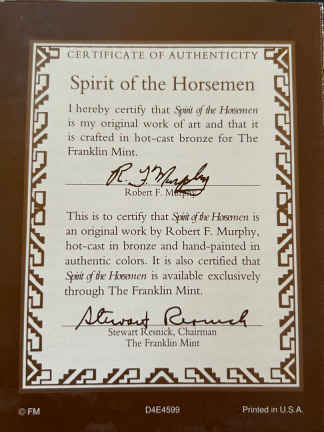 CERTIFICATE OF AUTHENTICITY
Spirit of the Horsemen
I hereby certify that Spirit of the Horsemen
is my original work of art and that it
is crafted in hot-cast bronze for The
Franklin Mint.
R. F. Murphy
Robert F. Murphy
This is to certify that Spirit of the Horsemen is
an original work by Robert F. Murphy,
hot-cast in bronze and hand-painted in
authentic colors. It is also certified that
Spirit of the Horsemen is available exclusively
through The Franklin Mint.
Stewart Resnick
Stewart Resnick, Chairman
The Franklin Mint
© FM D4E4599 Printed in U.S.A.